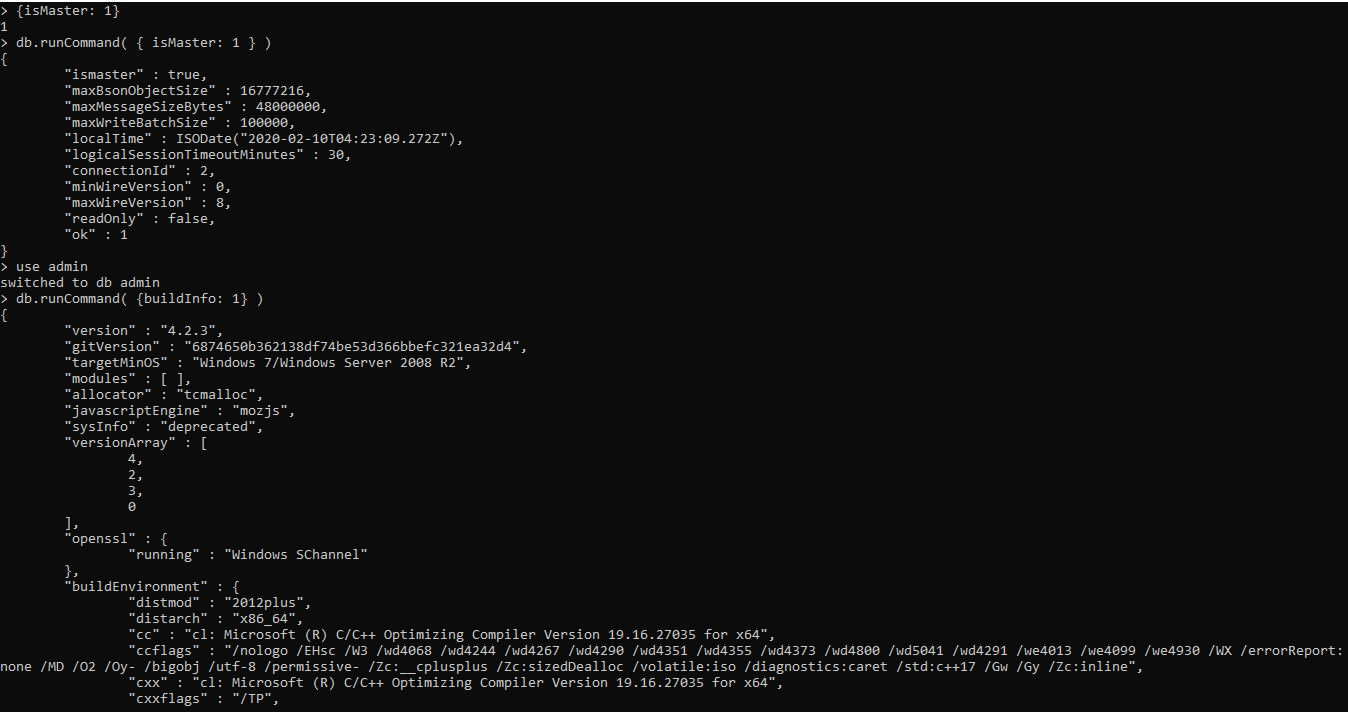 > {isMaster: 1}
1
> db.runCommand( { isMaster: 1 } )
{
        "ismaster" : true,
        "maxBsonObjectSize" : 16777216,
        "maxMessageSizeBytes" : 48000000,
        "maxWriteBatchSize" : 100000,
        "localTime" : ISODate("2020-02-10T04:23:09.272Z"),
        "logicalSessionTimeoutMinutes" : 30,
        "connectionId" : 2,
        "minWireVersion" : 0,
        "maxWireVersion" : 8,
        "readOnly" : false,
        "ok" : 1
}
> use admin
switched to db admin
> db.runCommand( {buildInfo: 1} )
{
        "version" : "4.2.3",
        "gitVersion" : "6874650b362138df74be53d366bbefc321ea32d4",
        "targetMinOS" : "Windows 7/Windows Server 2008 R2",
        "modules" : [ ],
        "allocator" : "tcmalloc",
        "javascriptEngine" : "mozjs",
        "sysInfo" : "deprecated",
        "versionArray" : [
                4,
                2,
                3,
                0
        ],
        "openssl" : {
                "running" : "Windows SChannel"
        },
        "buildEnvironment" : {
                "distmod" : "2012plus",
                "distarch" : "x86_64",
                "cc" : "cl: Microsoft (R) C/C++ Optimizing Compiler Version 19.16.27035 for x64",
                "ccflags" : "/nologo /EHsc /W3 /wd4068 /wd4244 /wd4267 /wd4290 /wd4351 /wd4355 /wd4373 /wd4800 /wd5041 /wd4291 /we4013 /we4099 /we4930 /WX /errorReport:
none /MD /O2 /Oy- /bigobj /utf-8 /permissive- /Zc:__cplusplus /Zc:sizedDealloc /volatile:iso /diagnostics:caret /std:c++17 /Gw /Gy /Zc:inline",
                "cxx" : "cl: Microsoft (R) C/C++ Optimizing Compiler Version 19.16.27035 for x64",
                "cxxflags" : "/TP",